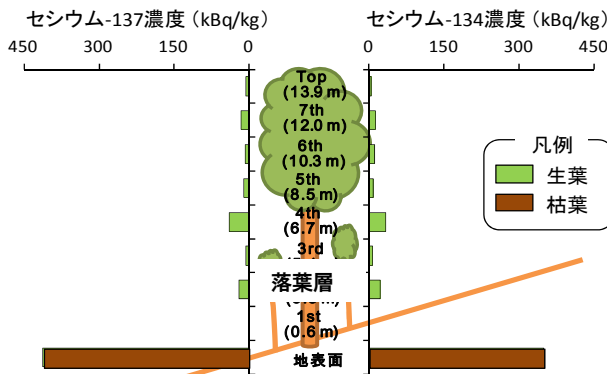 セシウム-137濃度（kBq/kg）
セシウム-134濃度（kBq/kg）
450 300 150 0
0 150 300 450
Top
(13.9 m)
7th
(12.0 m)
6th
(10.3 m)
5th
(8.5 m)
4th
(6.7 m)
3rd
落葉層
1st
(0.6 m)
地表面
凡例
生葉
枯葉